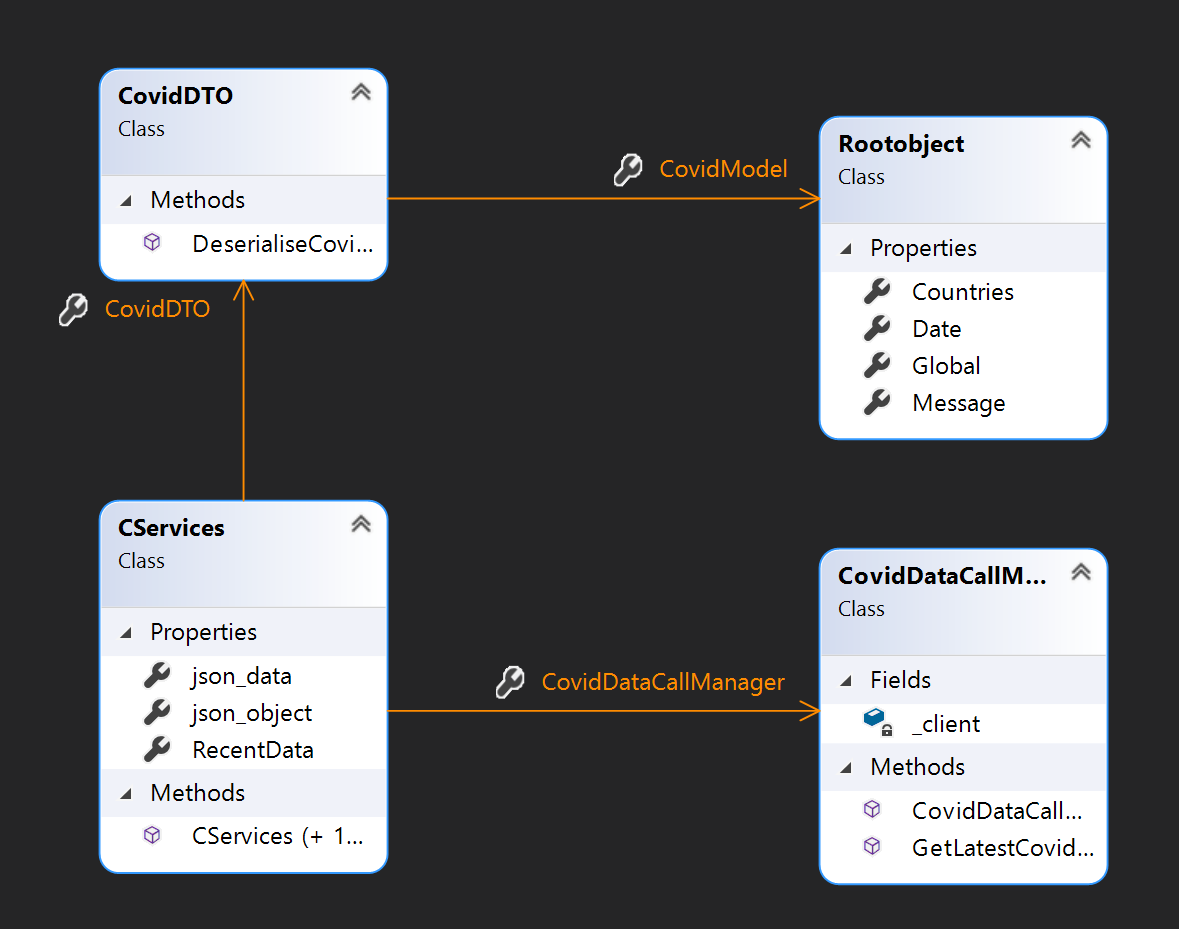 CovidDTO
Class
Methods
DeserialiseCovi...
CovidModel
Rootobject
Class
Properties
Countries
Date
Global
Message
CovidDTO
CServices
Class
Properties
json_data
json_object
RecentData
Methods
CServices (+ 1...
CovidDataCallManager
CovidDataCallM...
Class
Fields
_client
Methods
CovidDataCall...
GetLatestCovid...